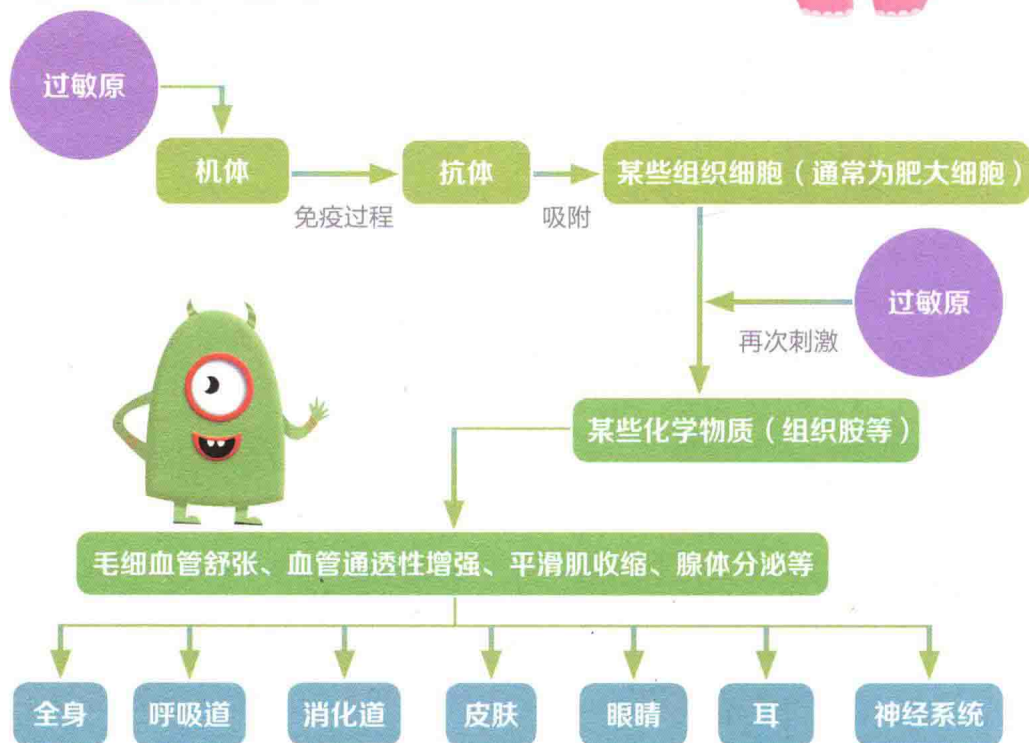 过敏原
机体
抗体
某些组织细胞（通常为肥大细胞）
免疫过程
吸附
过敏原
再次刺激
某些化学物质（组织胺等）
毛细血管舒张、血管通透性增强、平滑肌收缩、腺体分泌等
全身
呼吸道
消化道
皮肤
眼睛
耳
神经系统